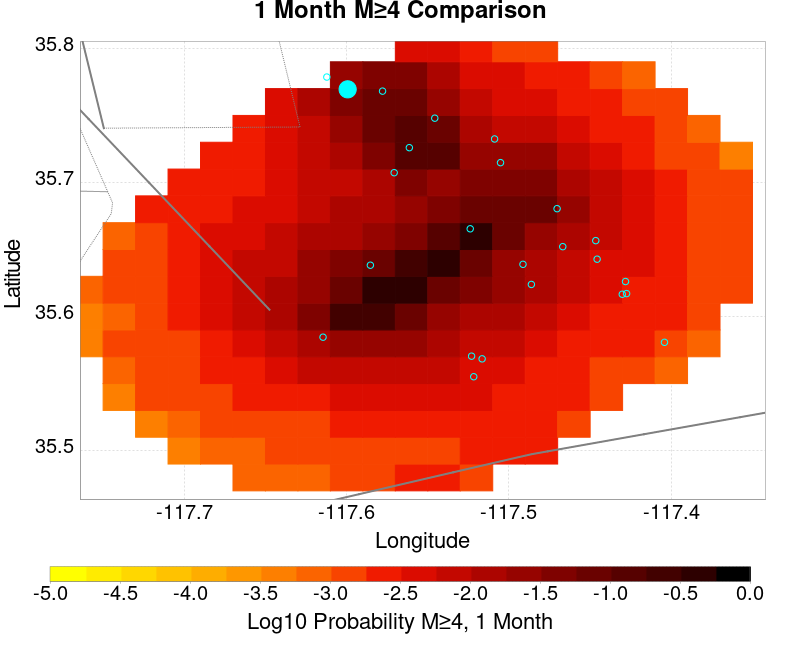 1 Month M≥4 Comparison
35.8
35.7
35.6
35.5
Latitude
-117.7 -117.6 -117.5 -117.4
Longitude
-5.0 -4.5 -4.0 -3.5 -3.0 -2.5 -2.0 -1.5 -1.0 -0.5 0.0
Log10 Probability M≥4, 1 Month